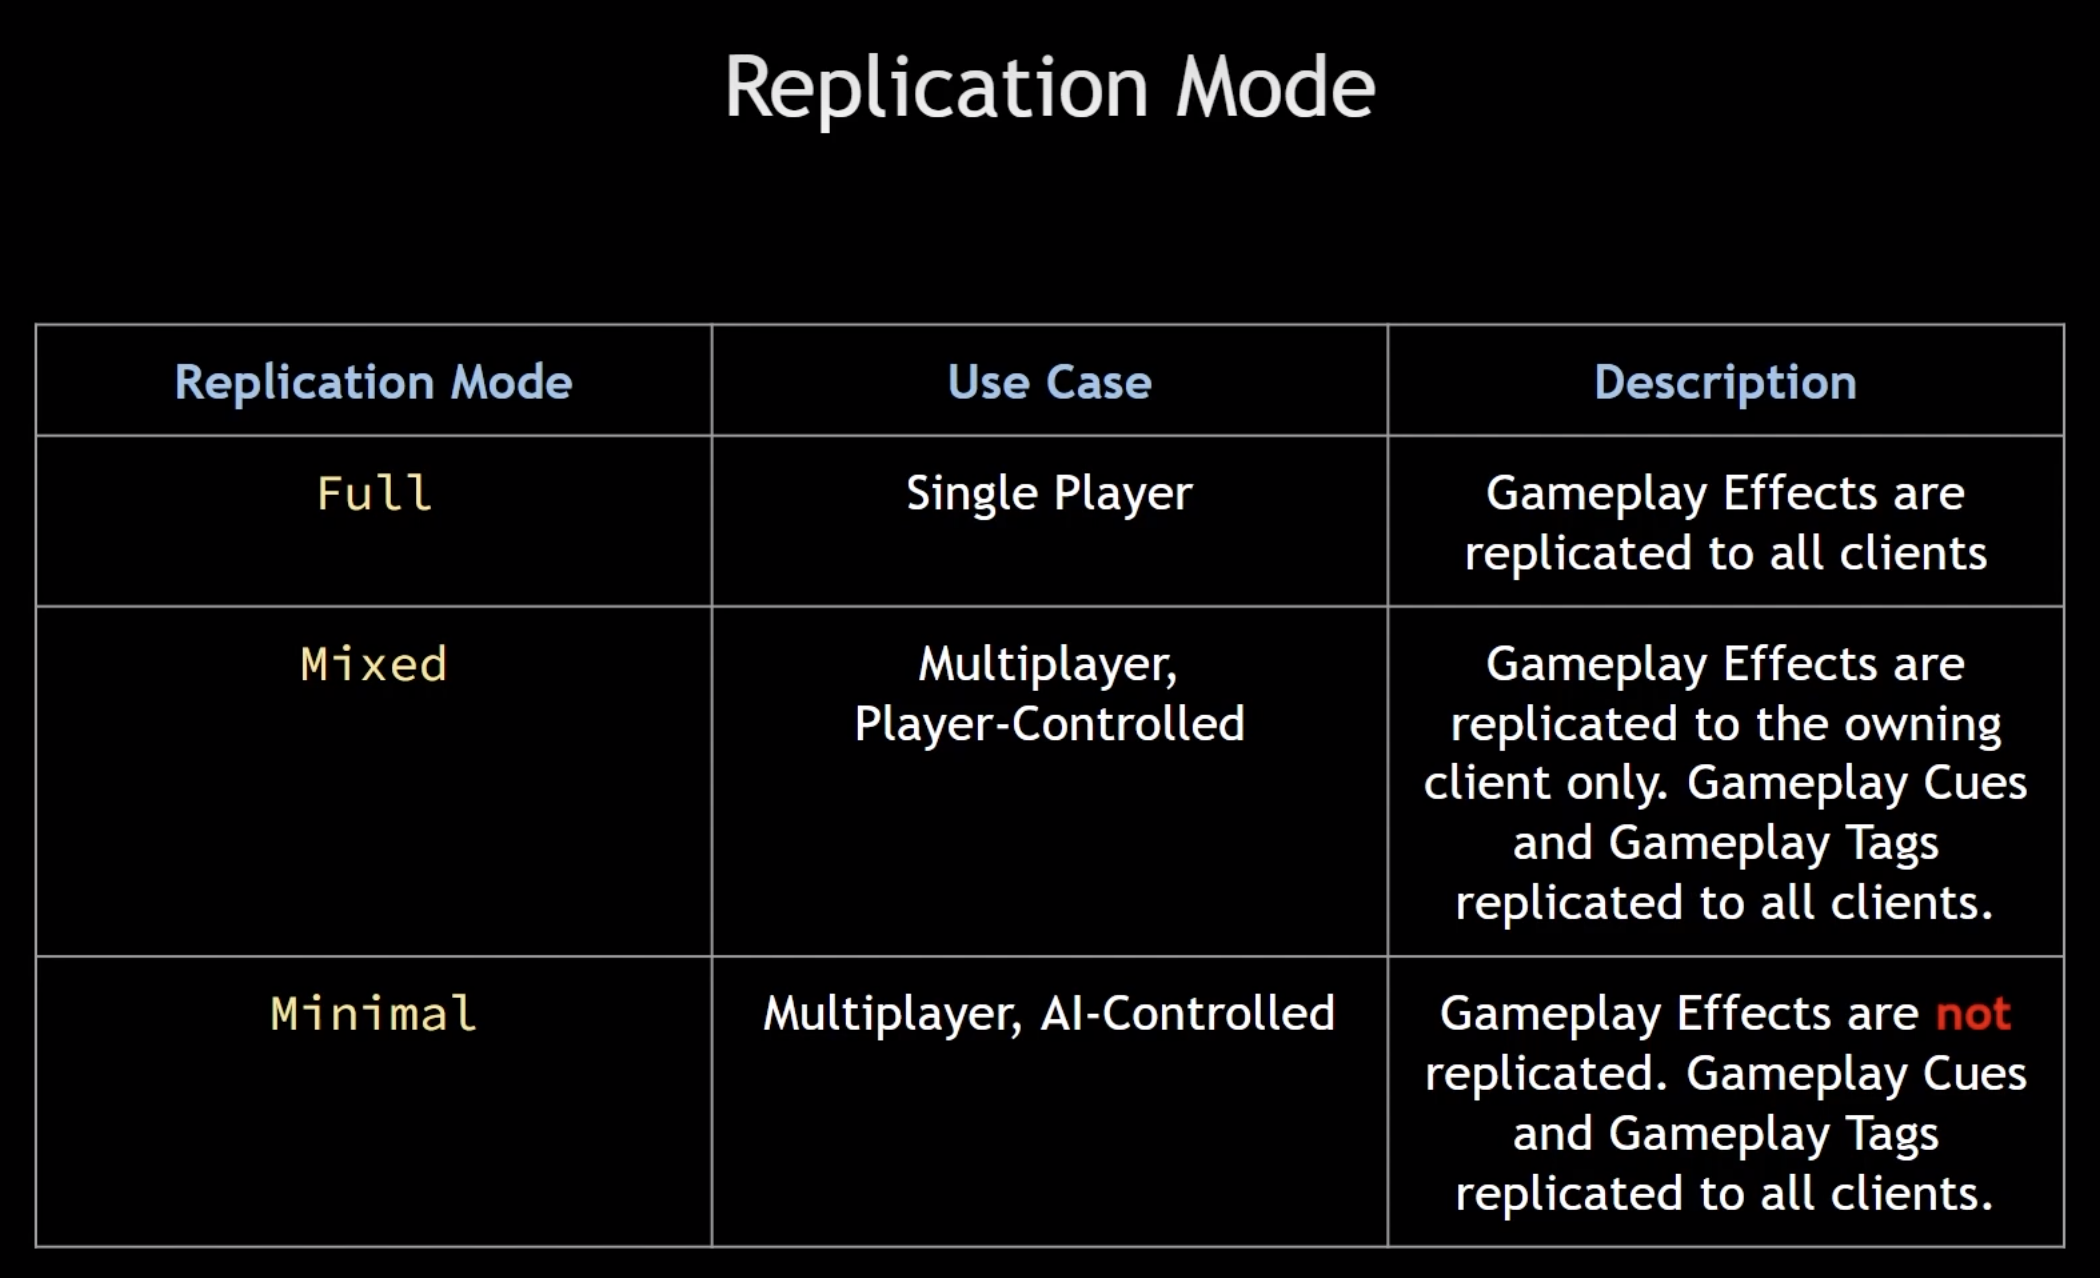 Replication Mode
Replication Mode
Use Case
Description
Full
Single Player
Gameplay Effects are
replicated to all clients
Mixed
Multiplayer,
Player-Controlled
Gameplay Effects are
replicated to the owning
client only. Gameplay Cues
and Gameplay Tags
replicated to all clients.
Minimal
Multiplayer, AI-Controlled
Gameplay Effects are not
replicated. Gameplay Cues
and Gameplay Tags
replicated to all clients.